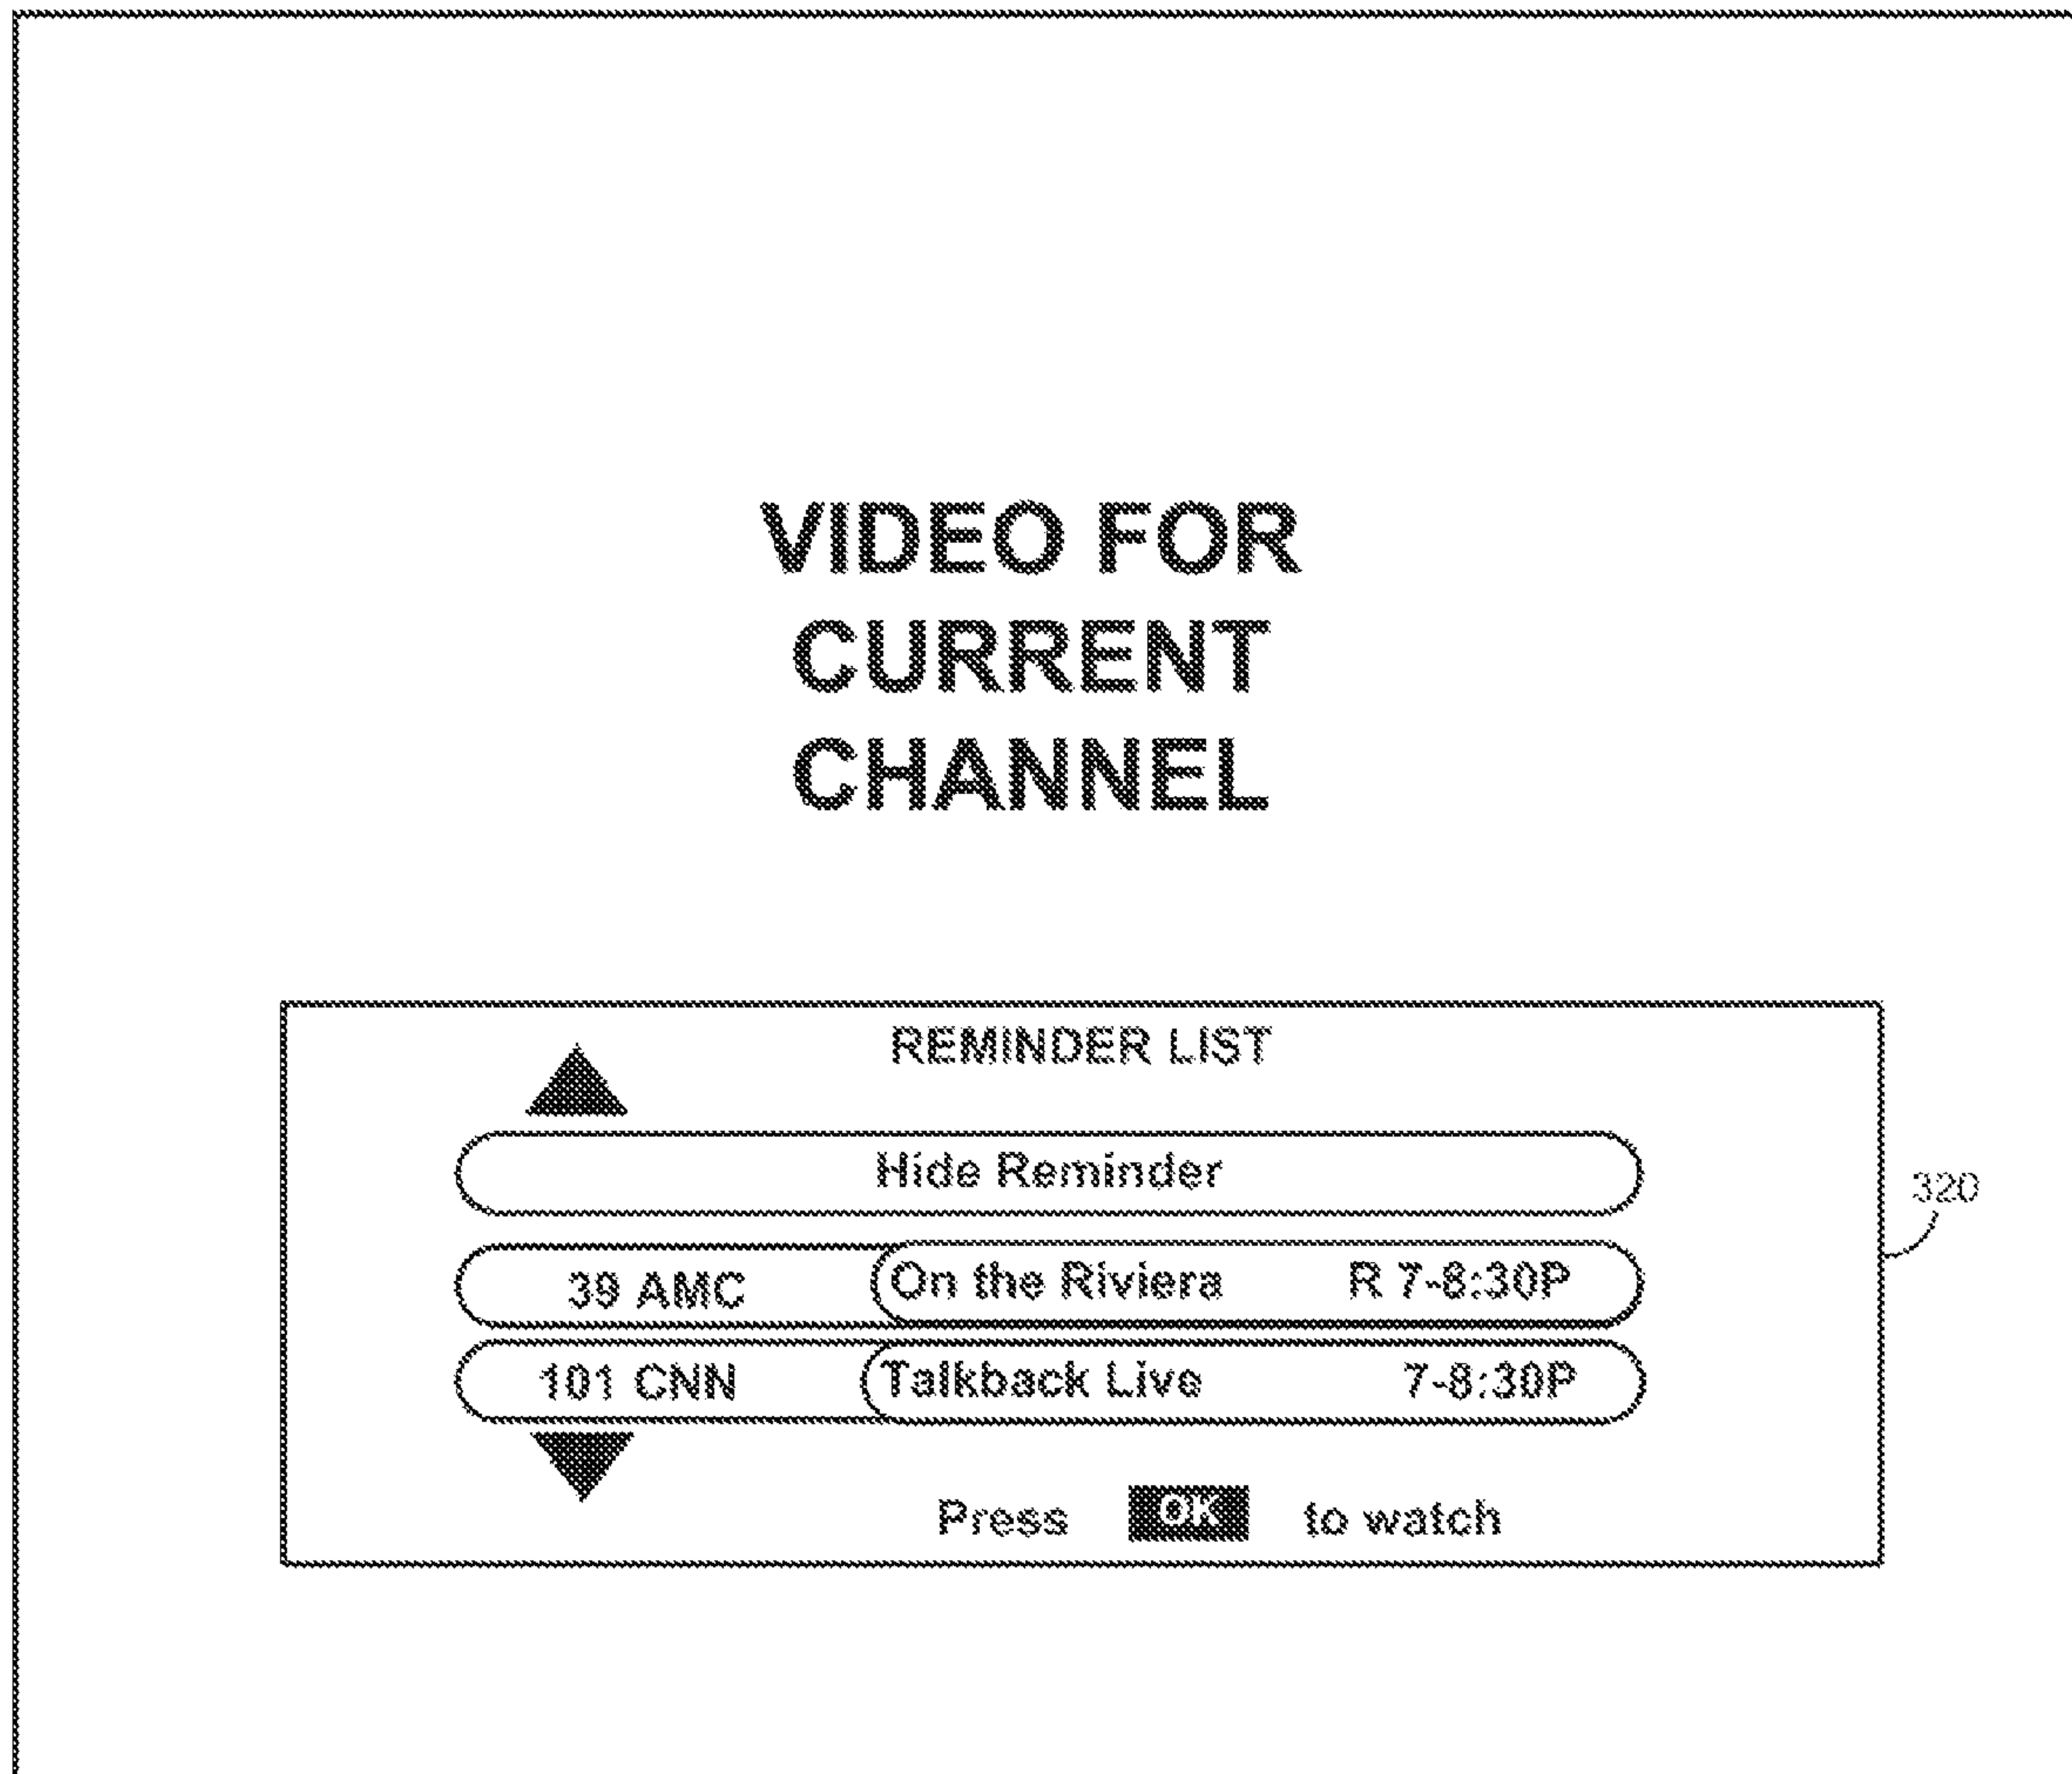 VIDEO FOR
CURRENT
CHANNEL
REMINDER LIST
Hide Reminder
320
39 AMC On the Riviera R 7-8:30P
101 CNN Talkback Live 7-8:30P
Press OK to watch